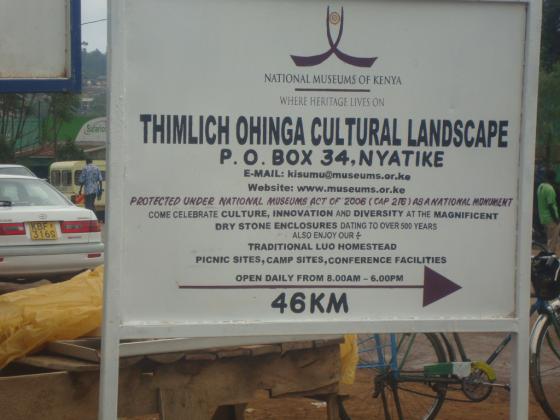 NATIONAL MUSEUMS OF KENYA
WHERE HERITAGE LIVES ON
THIMLICH OHINGA CULTURAL LANDSCAPE
P.O. BOX 34, NYATIKE
E-MAIL: kisumu@museums.or.ke
Website: www.museums.or.ke
PROTECTED UNDER NATIONAL MUSEUMS ACT OF 2006 (CAP 216) AS A NATIONAL MONUMENT
COME CELEBRATE CULTURE, INNOVATION AND DIVERSITY AT THE MAGNIFICENT
DRY STONE ENCLOSURES DATING TO OVER 500 YEARS
ALSO ENJOY OUR :-
TRADITIONAL LUO HOMESTEAD
PICNIC SITES, CAMP SITES, CONFERENCE FACILITIES
OPEN DAILY FROM 8.00AM – 6.00PM
46KM
Safaricom
KBF
316G